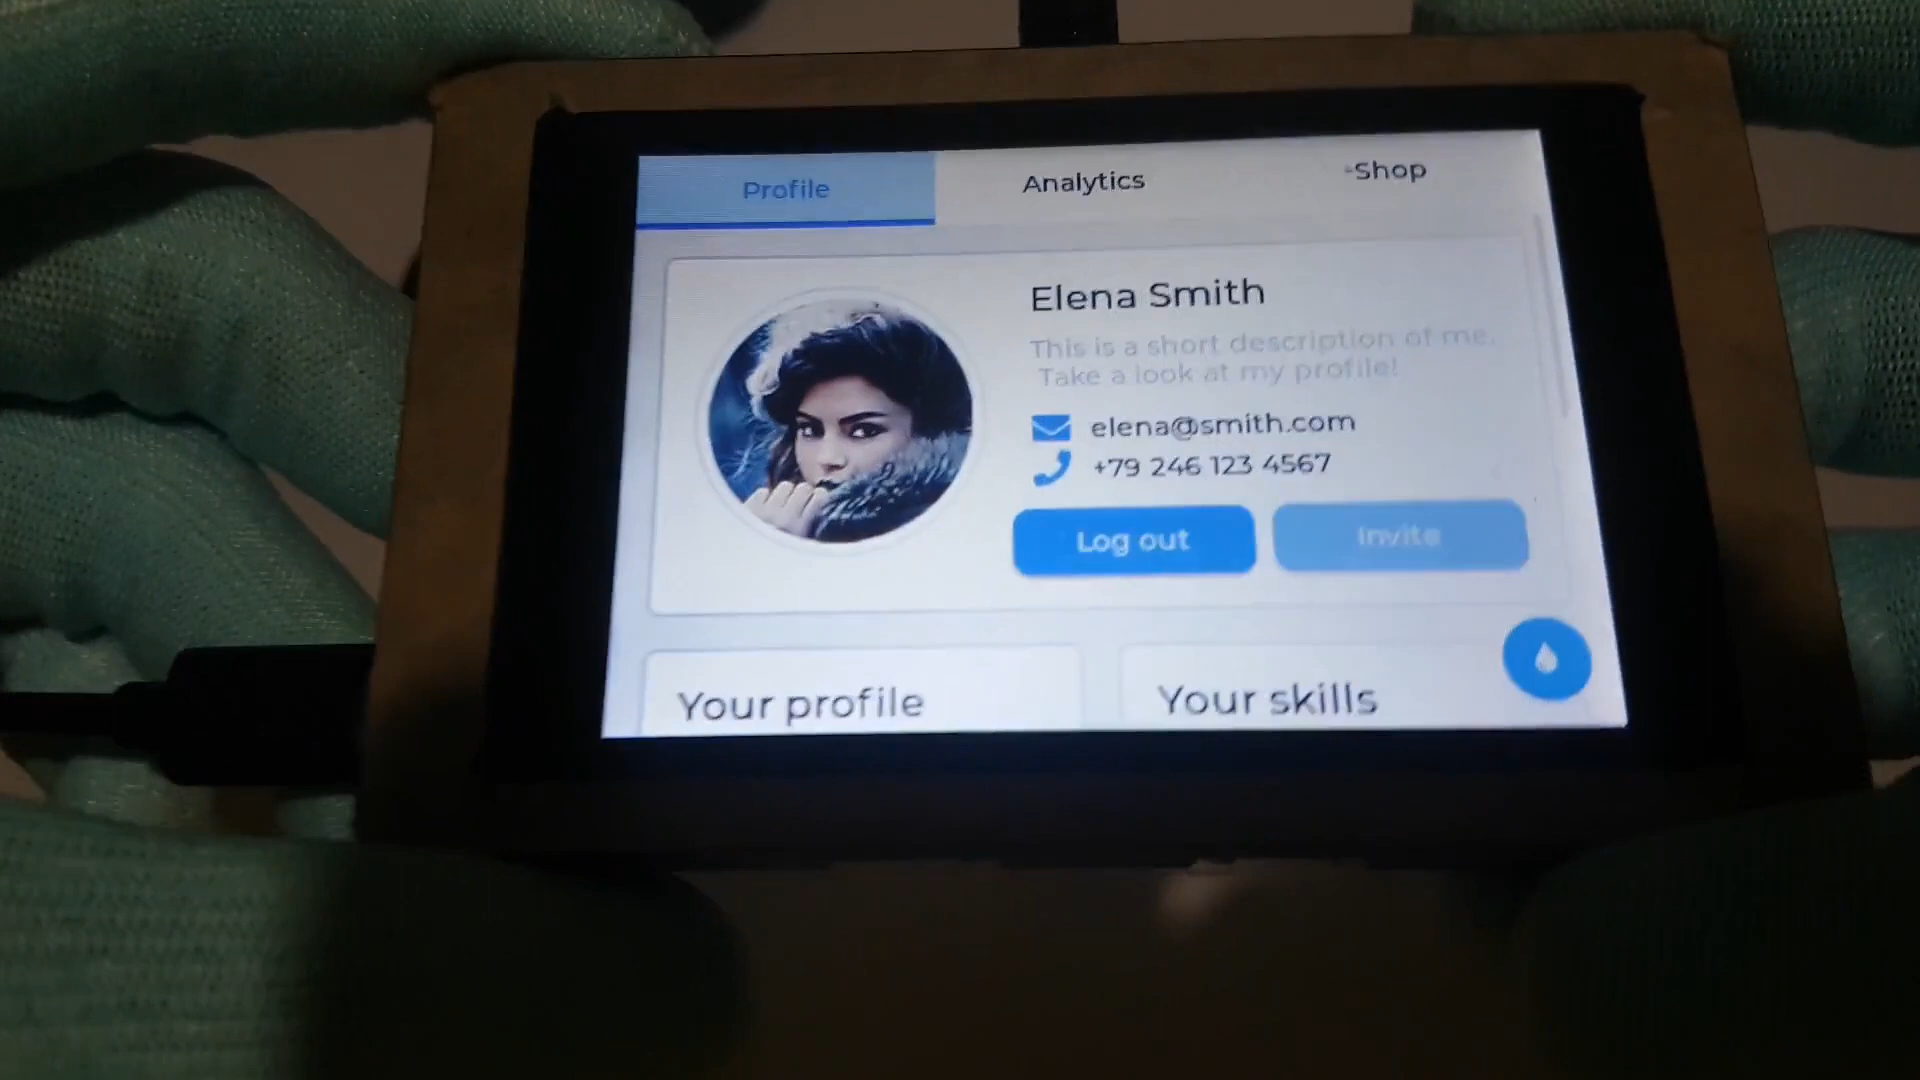 Profile
Analytics
Shop
Elena Smith
This is a short description of me.
Take a look at my profile!
elena@smith.com
+79 246 123 4567
Log out
Invite
Your profile
Your skills